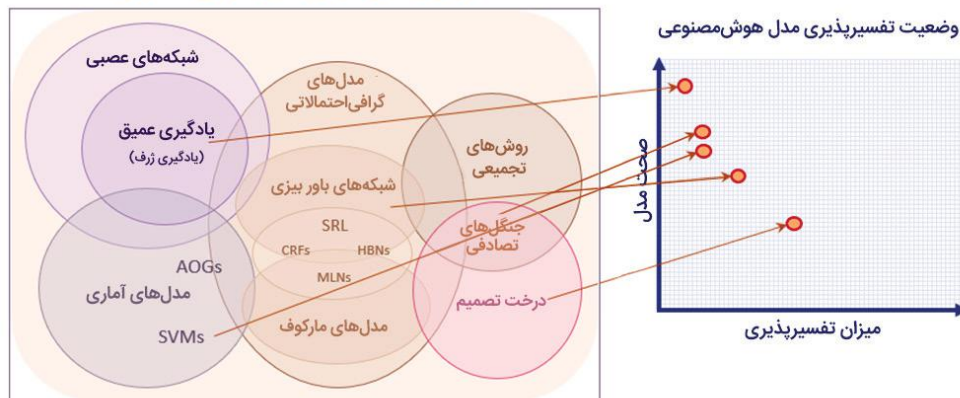 وضعیت تفسیرپذیری مدل هوش‌مصنوعی
صحت مدل
میزان تفسیرپذیری
شبکه‌های عصبی
یادگیری عمیق
(یادگیری ژرف)
مدل‌های
گرافی‌احتمالاتی
روش‌های
تجمیعی
شبکه‌های باور بیزی
SRL
CRFs
HBNs
MLNs
جنگل‌های
تصادفی
AOGs
مدل‌های آماری
SVMs
مدل‌های مارکوف
درخت تصمیم